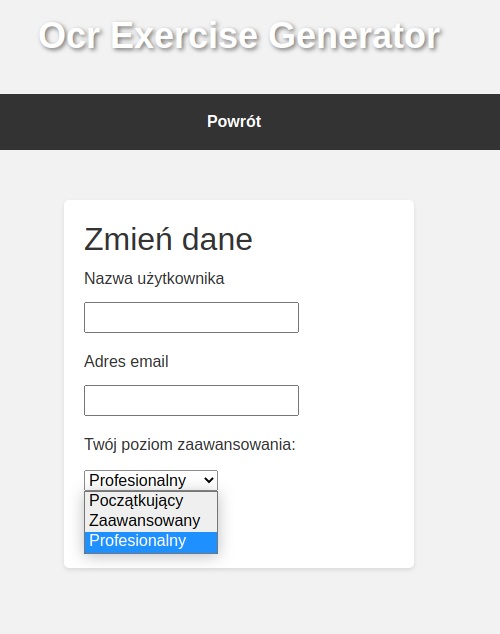 Ocr Exercise Generator
Powrót
Zmień dane
Nazwa użytkownika
Adres email
Twój poziom zaawansowania:
Profesionalny
Początkujący
Zaawansowany
Profesionalny